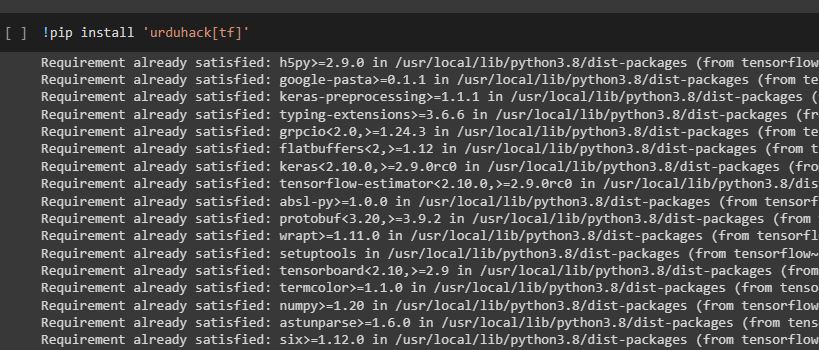 [ ] !pip install 'urduhack[tf]'
Requirement already satisfied: h5py>=2.9.0 in /usr/local/lib/python3.8/dist-packages (from tensorflow
Requirement already satisfied: google-pasta>=0.1.1 in /usr/local/lib/python3.8/dist-packages (from te
Requirement already satisfied: keras-preprocessing>=1.1.1 in /usr/local/lib/python3.8/dist-packages (
Requirement already satisfied: typing-extensions>=3.6.6 in /usr/local/lib/python3.8/dist-packages (fr
Requirement already satisfied: grpcio<2.0,>=1.24.3 in /usr/local/lib/python3.8/dist-packages (from te
Requirement already satisfied: flatbuffers<2,>=1.12 in /usr/local/lib/python3.8/dist-packages (from t
Requirement already satisfied: keras<2.10.0,>=2.9.0rc0 in /usr/local/lib/python3.8/dist-packages (fro
Requirement already satisfied: tensorflow-estimator<2.10.0,>=2.9.0rc0 in /usr/local/lib/python3.8/dis
Requirement already satisfied: absl-py>=1.0.0 in /usr/local/lib/python3.8/dist-packages (from tensorf
Requirement already satisfied: protobuf<3.20,>=3.9.2 in /usr/local/lib/python3.8/dist-packages (from
Requirement already satisfied: wrapt>=1.11.0 in /usr/local/lib/python3.8/dist-packages (from tensorfl
Requirement already satisfied: setuptools in /usr/local/lib/python3.8/dist-packages (from tensorflow~
Requirement already satisfied: tensorboard<2.10,>=2.9 in /usr/local/lib/python3.8/dist-packages (from
Requirement already satisfied: termcolor>=1.1.0 in /usr/local/lib/python3.8/dist-packages (from tenso
Requirement already satisfied: numpy>=1.20 in /usr/local/lib/python3.8/dist-packages (from tensorflow
Requirement already satisfied: astunparse>=1.6.0 in /usr/local/lib/python3.8/dist-packages (from tens
Requirement already satisfied: six>=1.12.0 in /usr/local/lib/python3.8/dist-packages (from tensorflow